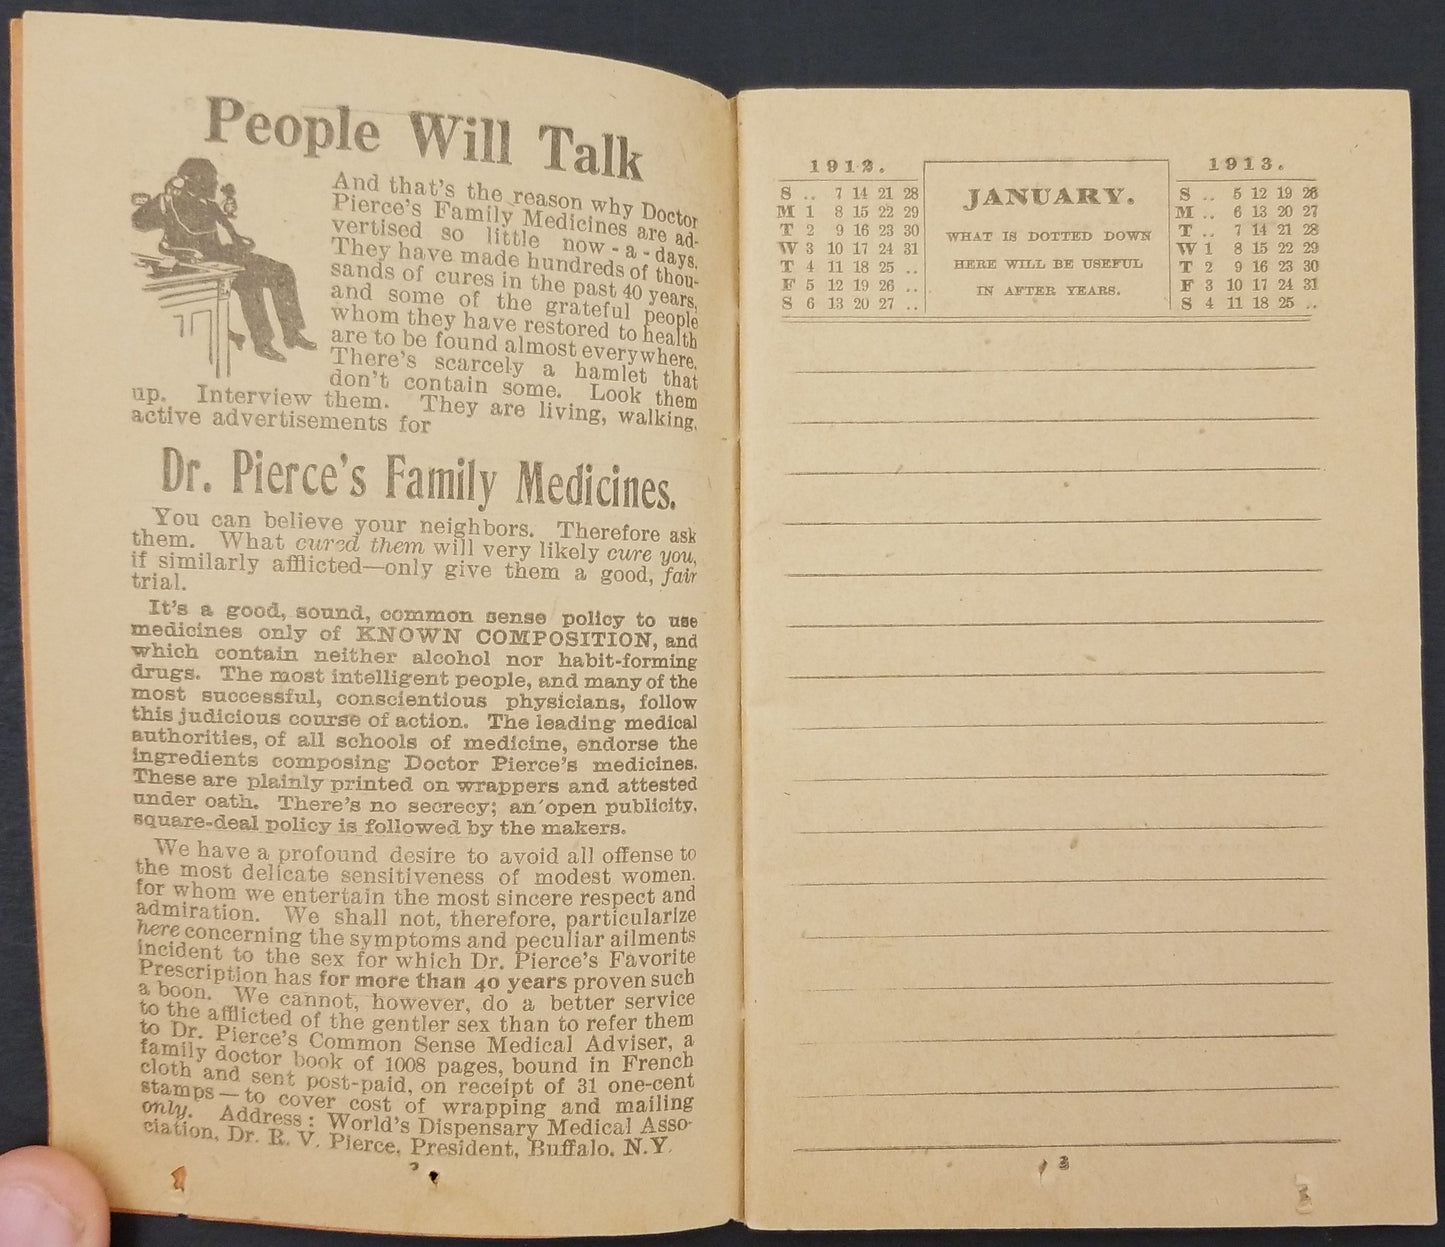 People Will Talk
And that's the reason why Doctor
Pierce's Family Medicines are ad-
vertised so little now-a-days.
They have made hundreds of thou-
sands of cures in the past 40 years,
and some of the grateful people
whom they have restored to health
are to be found almost everywhere.
There's scarcely a hamlet that
don't contain some. Look them
up. Interview them. They are living, walking,
active advertisements for
Dr. Pierce's Family Medicines.
You can believe your neighbors. Therefore ask
them. What cured them will very likely cure you,
if similarly afflicted—only give them a good, fair
trial.
It's a good, sound, common sense policy to use
medicines only of KNOWN COMPOSITION, and
which contain neither alcohol nor habit-forming
drugs. The most intelligent people, and many of the
most successful, conscientious physicians, follow
this judicious course of action. The leading medical
authorities, of all schools of medicine, endorse the
ingredients composing Doctor Pierce's medicines.
These are plainly printed on wrappers and attested
under oath. There's no secrecy; an open publicity,
square-deal policy is followed by the makers.
We have a profound desire to avoid all offense to
the most delicate sensitiveness of modest women,
for whom we entertain the most sincere respect and
admiration. We shall not, therefore, particularize
here concerning the symptoms and peculiar ailments
incident to the sex for which Dr. Pierce's Favorite
Prescription has for more than 40 years proven such
a boon. We cannot, however, do a better service
to the afflicted of the gentler sex than to refer them
to Dr. Pierce's Common Sense Medical Adviser, a
family doctor book of 1008 pages, bound in French
cloth and sent post-paid, on receipt of 31 one-cent
stamps—to cover cost of wrapping and mailing
only. Address: World's Dispensary Medical Asso-
ciation, Dr. R. V. Pierce, President, Buffalo, N.Y.
2
1912.
S .. 7 14 21 28
M 1 8 15 22 29
T 2 9 16 23 30
W 3 10 17 24 31
T 4 11 18 25 ..
F 5 12 19 26 ..
S 6 13 20 27 ..
JANUARY.
WHAT IS DOTTED DOWN
HERE WILL BE USEFUL
IN AFTER YEARS.
1913.
S .. 5 12 19 26
M .. 6 13 20 27
T .. 7 14 21 28
W 1 8 15 22 29
T 2 9 16 23 30
F 3 10 17 24 31
S 4 11 18 25 ..
3